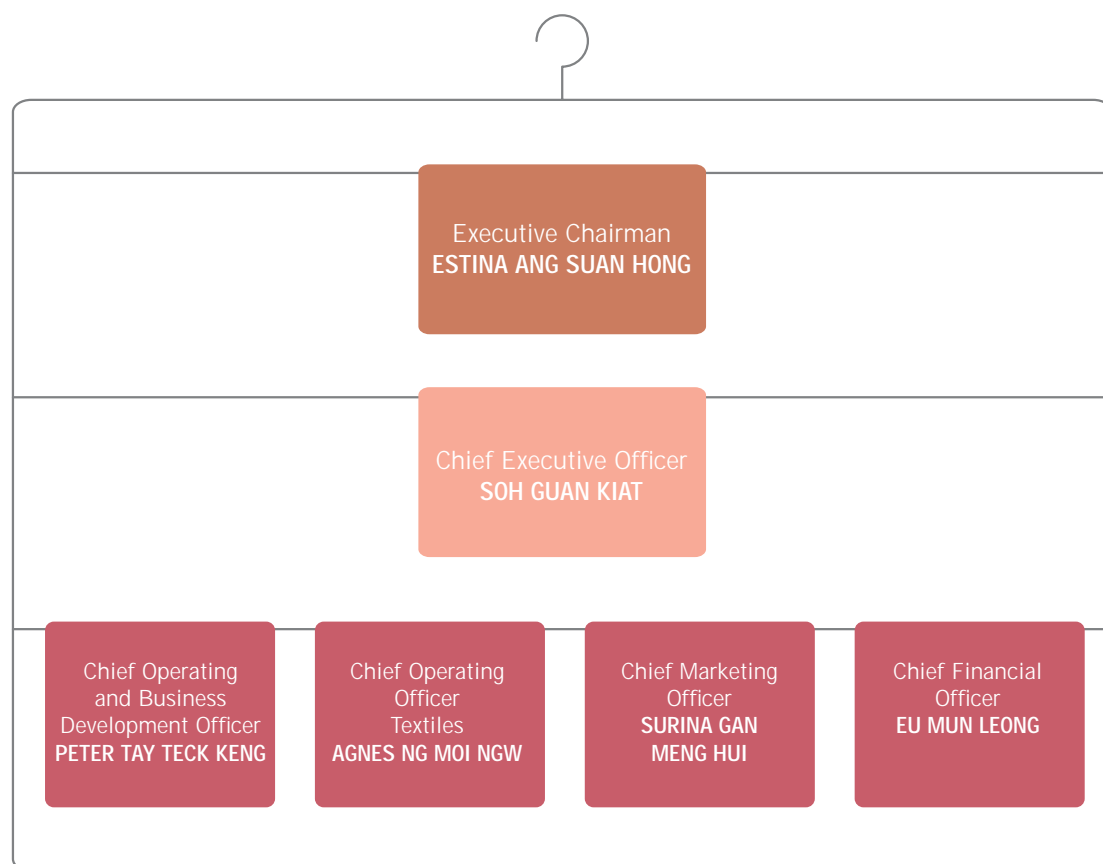 Executive Chairman
ESTINA ANG SUAN HONG
Chief Executive Officer
SOH GUAN KIAT
Chief Operating
and Business
Development Officer
PETER TAY TECK KENG
Chief Operating
Officer
Textiles
AGNES NG MOI NGW
Chief Marketing
Officer
SURINA GAN
MENG HUI
Chief Financial
Officer
EU MUN LEONG